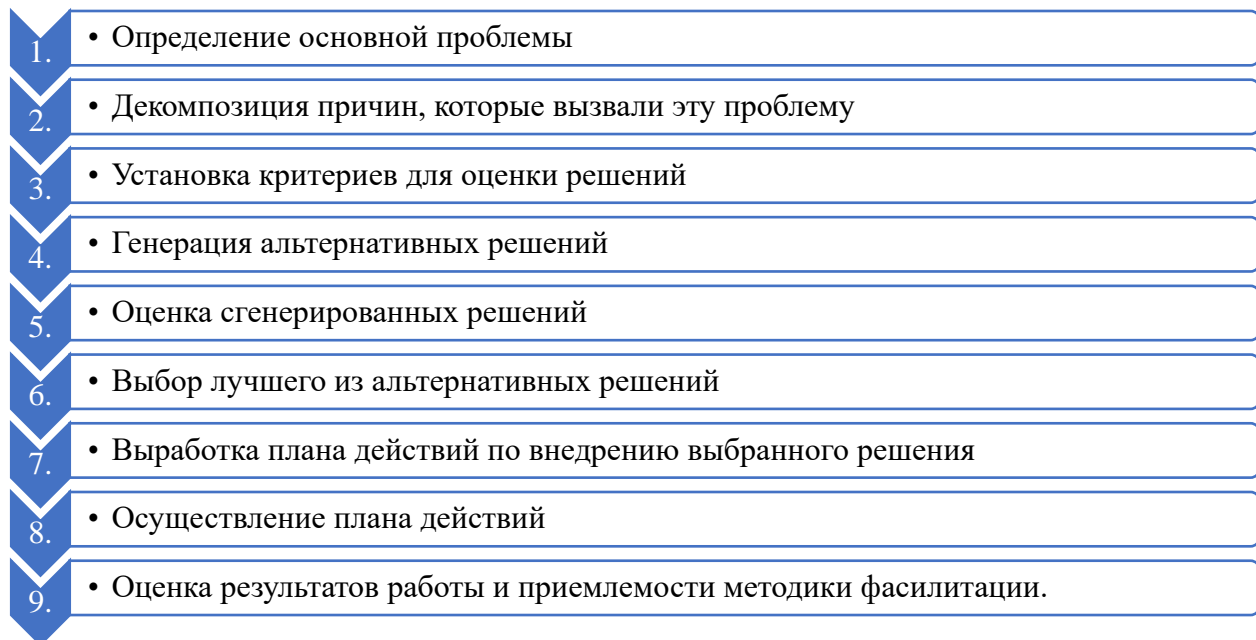 1. • Определение основной проблемы
2. • Декомпозиция причин, которые вызвали эту проблему
3. • Установка критериев для оценки решений
4. • Генерация альтернативных решений
5. • Оценка сгенерированных решений
6. • Выбор лучшего из альтернативных решений
7. • Выработка плана действий по внедрению выбранного решения
8. • Осуществление плана действий
9. • Оценка результатов работы и приемлемости методики фасилитации.